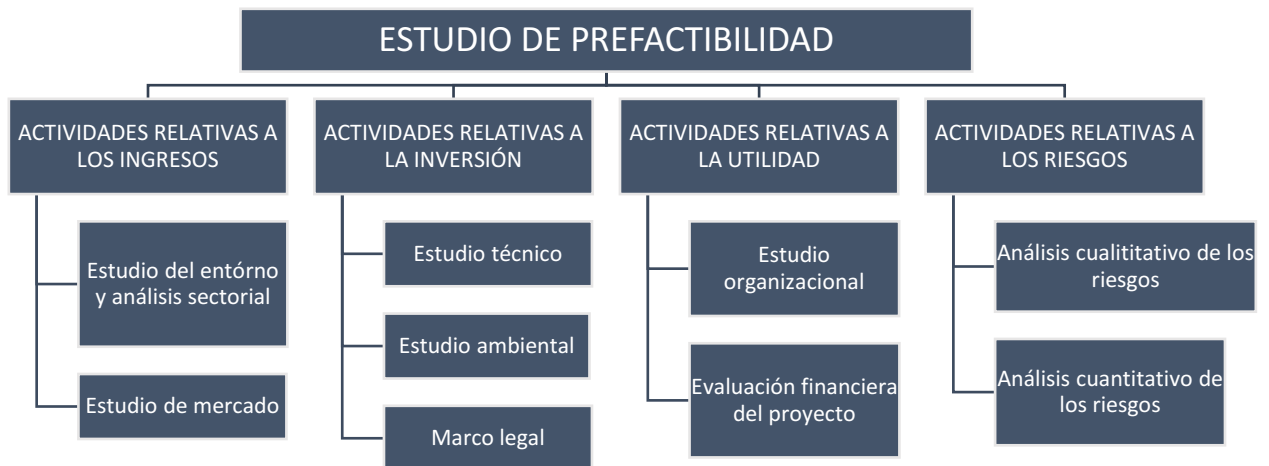 ESTUDIO DE PREFACTIBILIDAD
ACTIVIDADES RELATIVAS A
LOS INGRESOS
Estudio del entórno
y análisis sectorial
Estudio de mercado
ACTIVIDADES RELATIVAS A
LA INVERSIÓN
Estudio técnico
Estudio ambiental
Marco legal
ACTIVIDADES RELATIVAS A
LA UTILIDAD
Estudio
organizacional
Evaluación financiera
del proyecto
ACTIVIDADES RELATIVAS A
LOS RIESGOS
Análisis cualititativo de los
riesgos
Análisis cuantitativo de
los riesgos